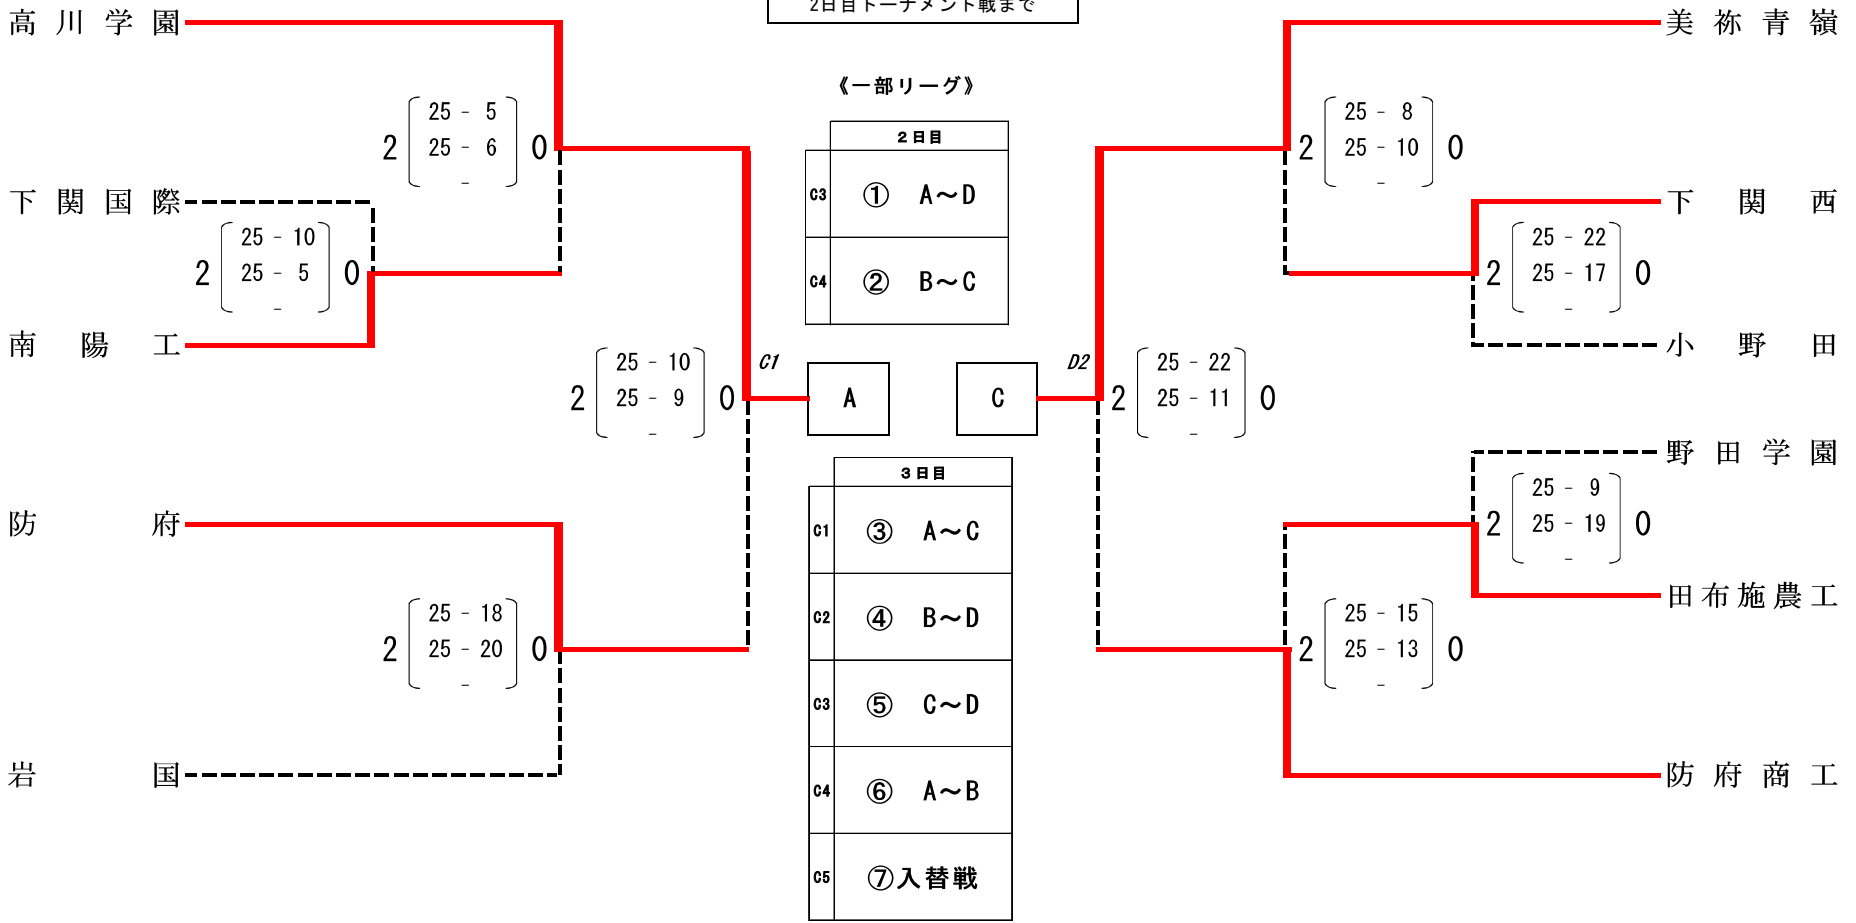 2日目トーナメント戦まで
高川学園
美祢青嶺
《一部リーグ》
2日目
C3 ① A～D
C4 ② B～C
2 25 - 5 0
25 - 6
-
2 25 - 8 0
25 - 10
-
下関国際
下関西
2 25 - 10 0
25 - 5
-
2 25 - 22 0
25 - 17
-
南陽工
小野田
2 25 - 10 0
25 - 9
-
C1
A
C
D2
2 25 - 22 0
25 - 11
-
野田学園
3日目
C1 ③ A～C
C2 ④ B～D
C3 ⑤ C～D
C4 ⑥ A～B
C5 ⑦入替戦
2 25 - 9 0
25 - 19
-
防府
田布施農工
2 25 - 18 0
25 - 20
-
2 25 - 15 0
25 - 13
-
岩国
防府商工